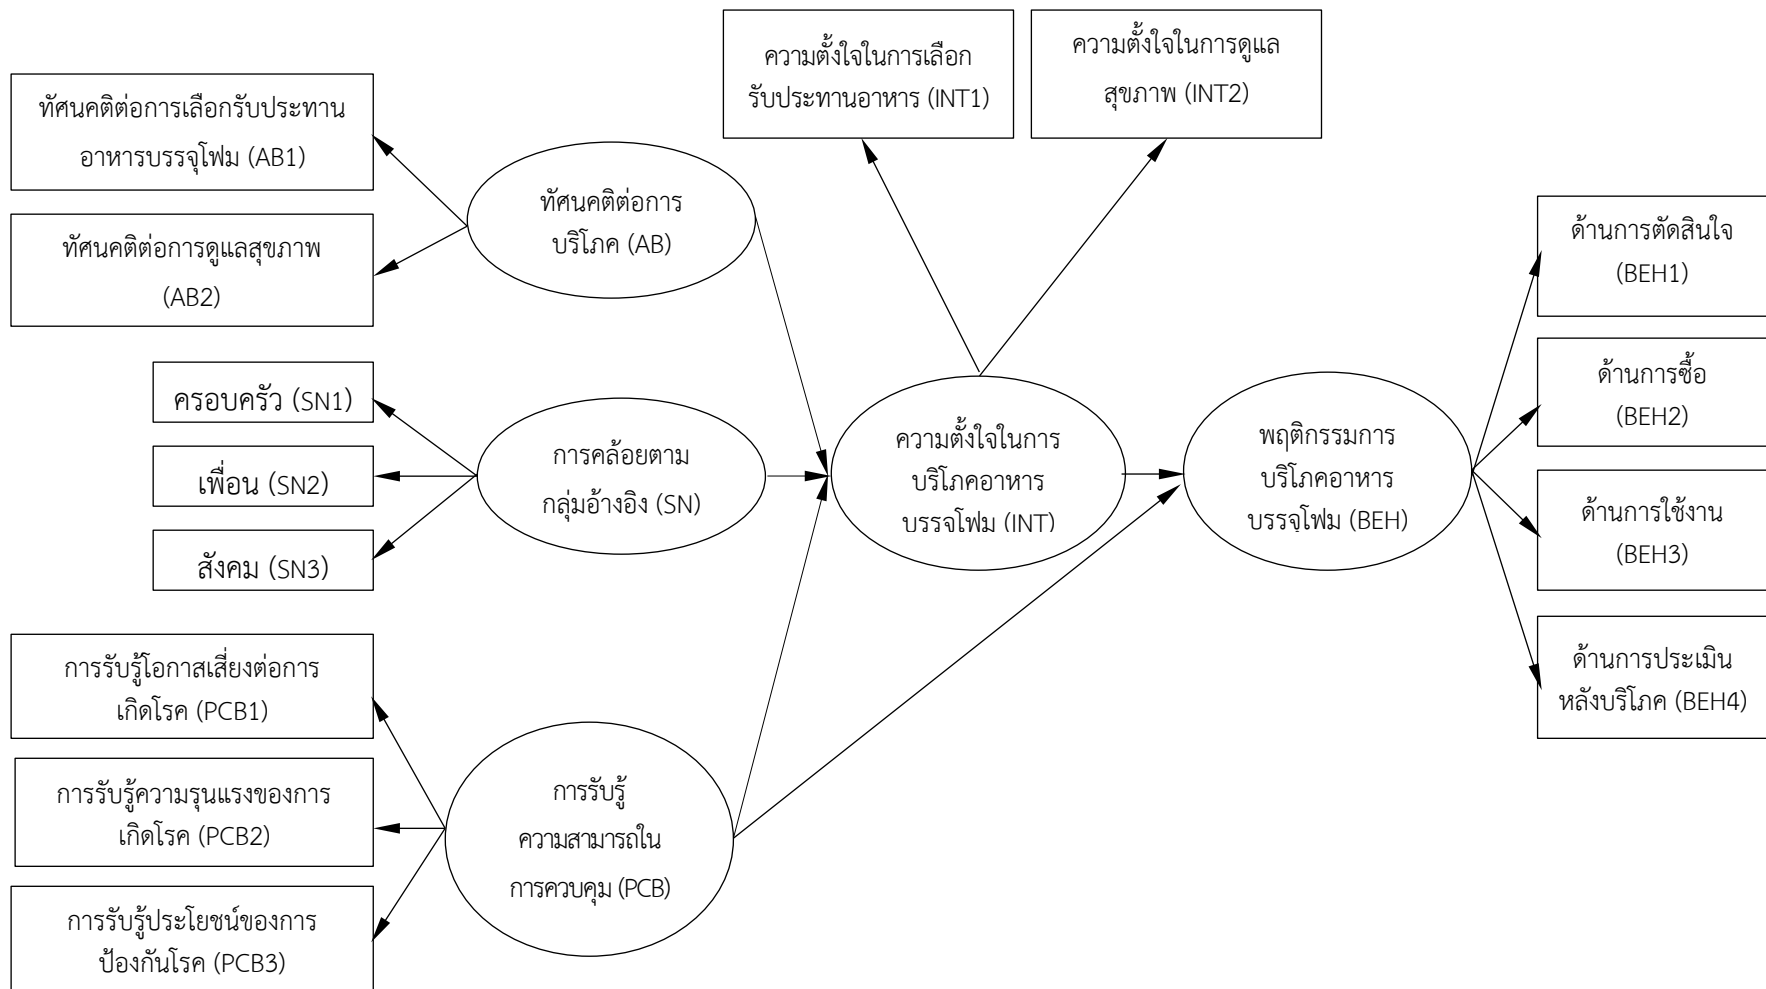 ความตั้งใจในการเลือก
รับประทานอาหาร (INT1)
ความตั้งใจในการดูแล
สุขภาพ (INT2)
ทัศนคติต่อการเลือกรับประทาน
อาหารบรรจุโฟม (AB1)
ทัศนคติต่อการดูแลสุขภาพ
(AB2)
ทัศนคติต่อการ
บริโภค (AB)
ครอบครัว (SN1)
เพื่อน (SN2)
สังคม (SN3)
การคล้อยตาม
กลุ่มอ้างอิง (SN)
ความตั้งใจในการ
บริโภคอาหาร
บรรจุโฟม (INT)
พฤติกรรมการ
บริโภคอาหาร
บรรจุโฟม (BEH)
ด้านการตัดสินใจ
(BEH1)
ด้านการซื้อ
(BEH2)
ด้านการใช้งาน
(BEH3)
ด้านการประเมิน
หลังบริโภค (BEH4)
การรับรู้โอกาสเสี่ยงต่อการ
เกิดโรค (PCB1)
การรับรู้ความรุนแรงของการ
เกิดโรค (PCB2)
การรับรู้ประโยชน์ของการ
ป้องกันโรค (PCB3)
การรับรู้
ความสามารถใน
การควบคุม (PCB)